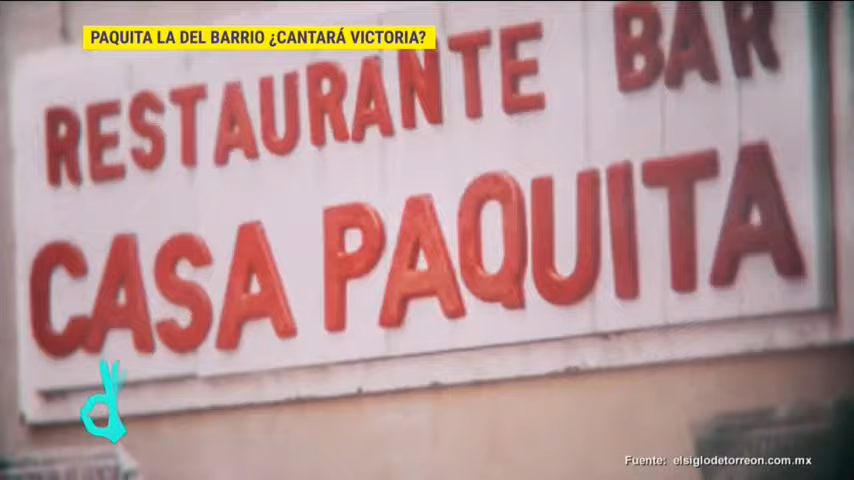 PAQUITA LA DEL BARRIO ¿CANTARÁ VICTORIA?
RESTAURANTE BAR
CASA PAQUITA
Fuente: elsiglodetorreon.com.mx